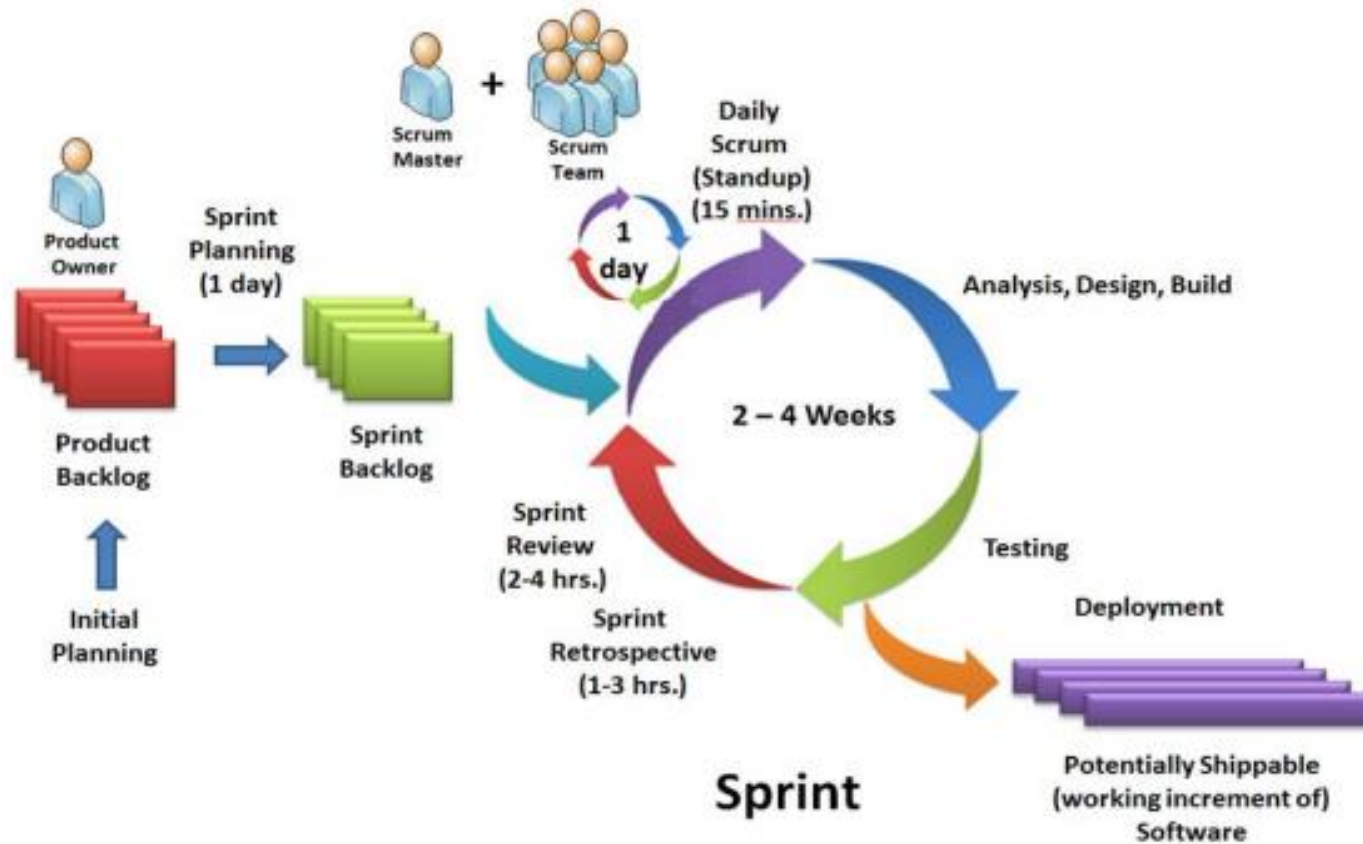 Scrum
Master
+
Scrum
Team
Daily
Scrum
(Standup)
(15 mins.)
Product
Owner
Sprint
Planning
(1 day)
1
day
Analysis, Design, Build
Product
Backlog
Sprint
Backlog
2 – 4 Weeks
Initial
Planning
Sprint
Review
(2-4 hrs.)
Sprint
Retrospective
(1-3 hrs.)
Testing
Deployment
Sprint
Potentially Shippable
(working increment of)
Software